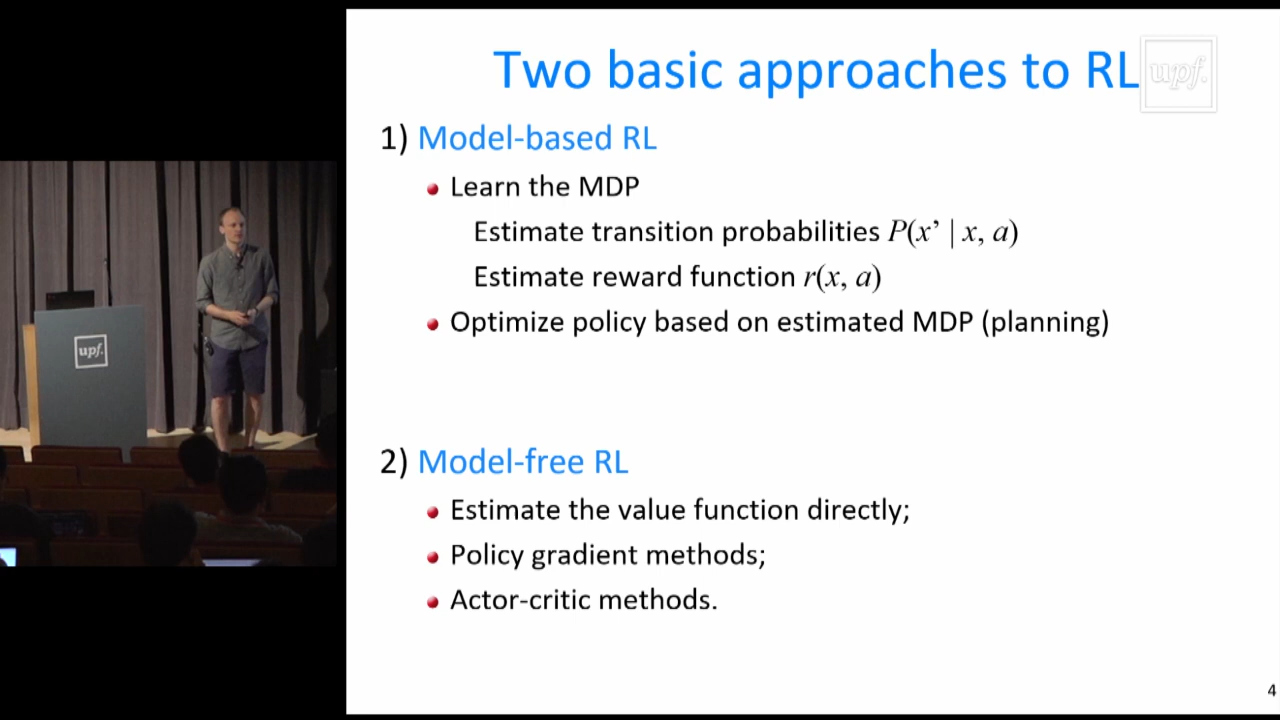 Two basic approaches to RL
upf.
1) Model-based RL
• Learn the MDP
Estimate transition probabilities P(x’ | x, a)
Estimate reward function r(x, a)
• Optimize policy based on estimated MDP (planning)
upf.
2) Model-free RL
• Estimate the value function directly;
• Policy gradient methods;
• Actor-critic methods.
4